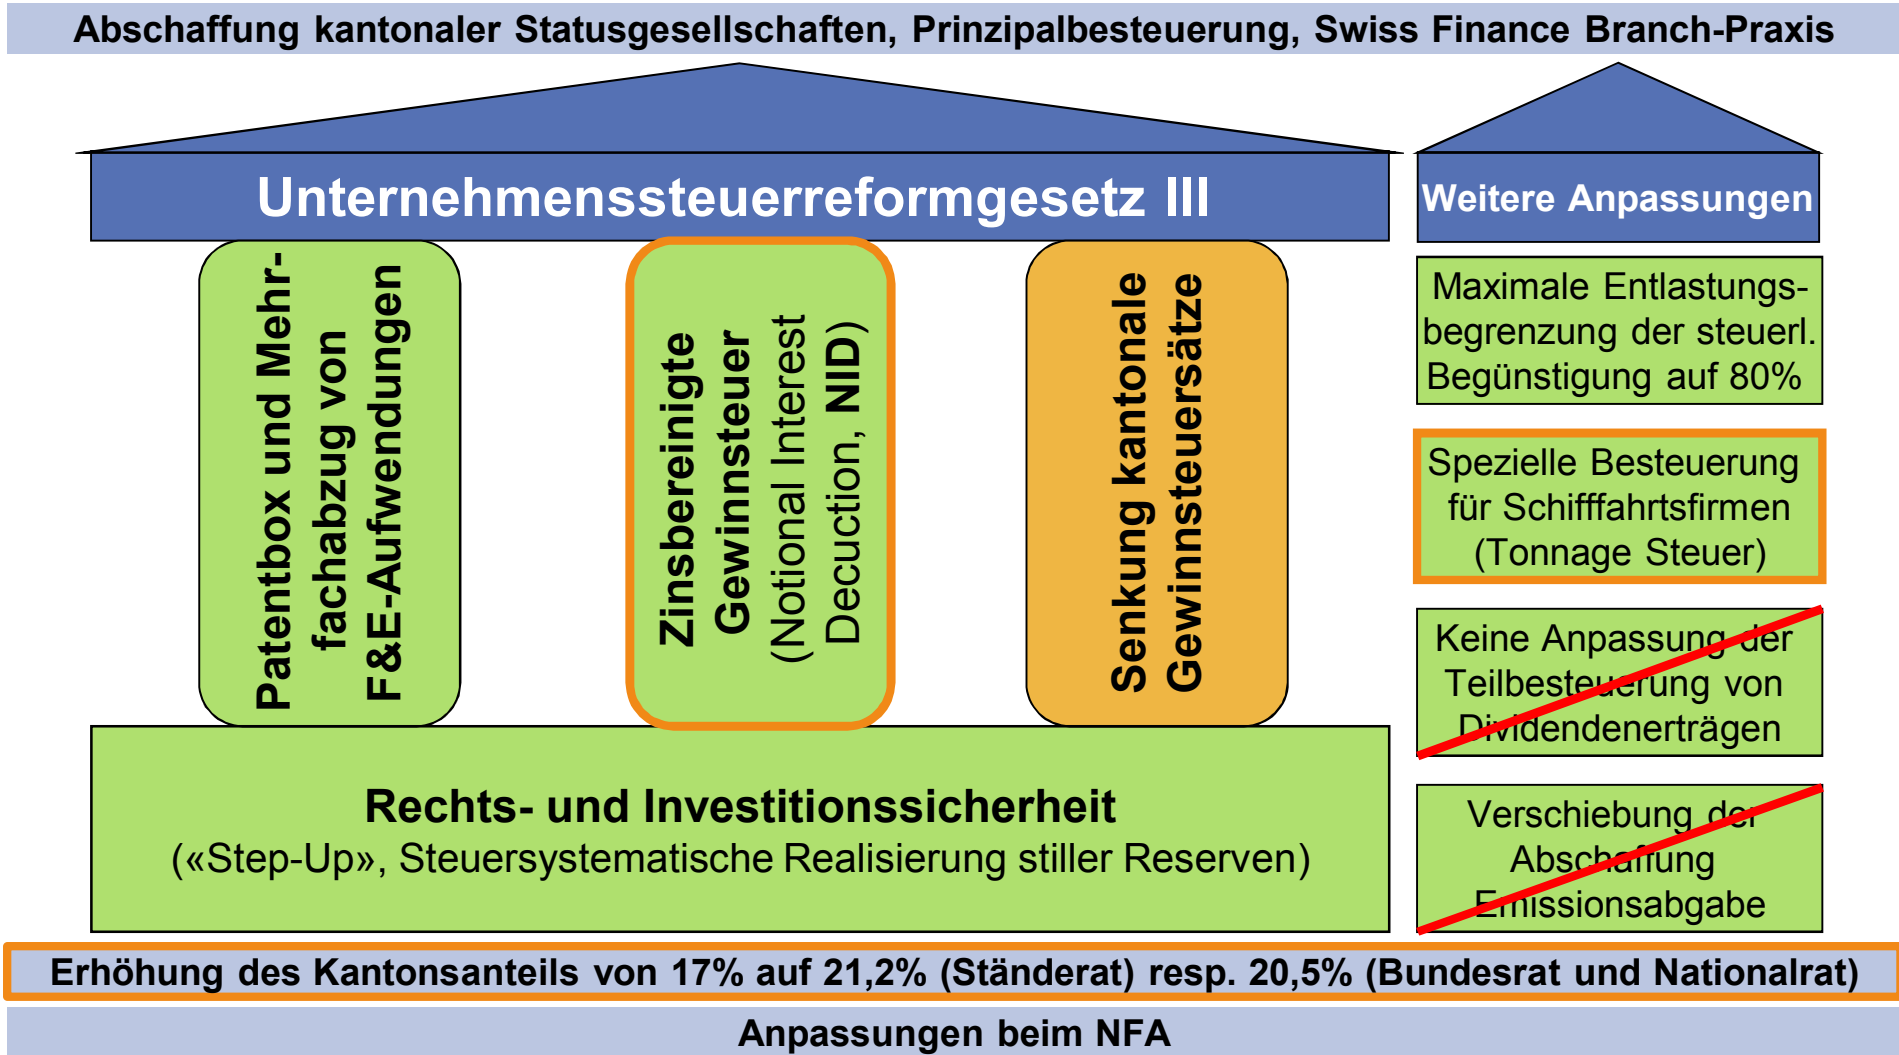 Abschaffung kantonaler Statusgesellschaften, Prinzipalbesteuerung, Swiss Finance Branch-Praxis
Unternehmenssteuerreformgesetz III
Patentbox und Mehr-
fachabzug von
F&E-Aufwendungen
Zinsbereinigte
Gewinnsteuer
(Notional Interest
Decuction, NID)
Senkung kantonale
Gewinnsteuersätze
Rechts- und Investitionssicherheit
(«Step-Up», Steuersystematische Realisierung stiller Reserven)
Weitere Anpassungen
Maximale Entlastungs-
begrenzung der steuerl.
Begünstigung auf 80%
Spezielle Besteuerung
für Schifffahrtsfirmen
(Tonnage Steuer)
Keine Anpassung der
Teilbesteuerung von
Dividendenerträgen
Verschiebung der
Abschaffung
Emissionsabgabe
Erhöhung des Kantonsanteils von 17% auf 21,2% (Ständerat) resp. 20,5% (Bundesrat und Nationalrat)
Anpassungen beim NFA